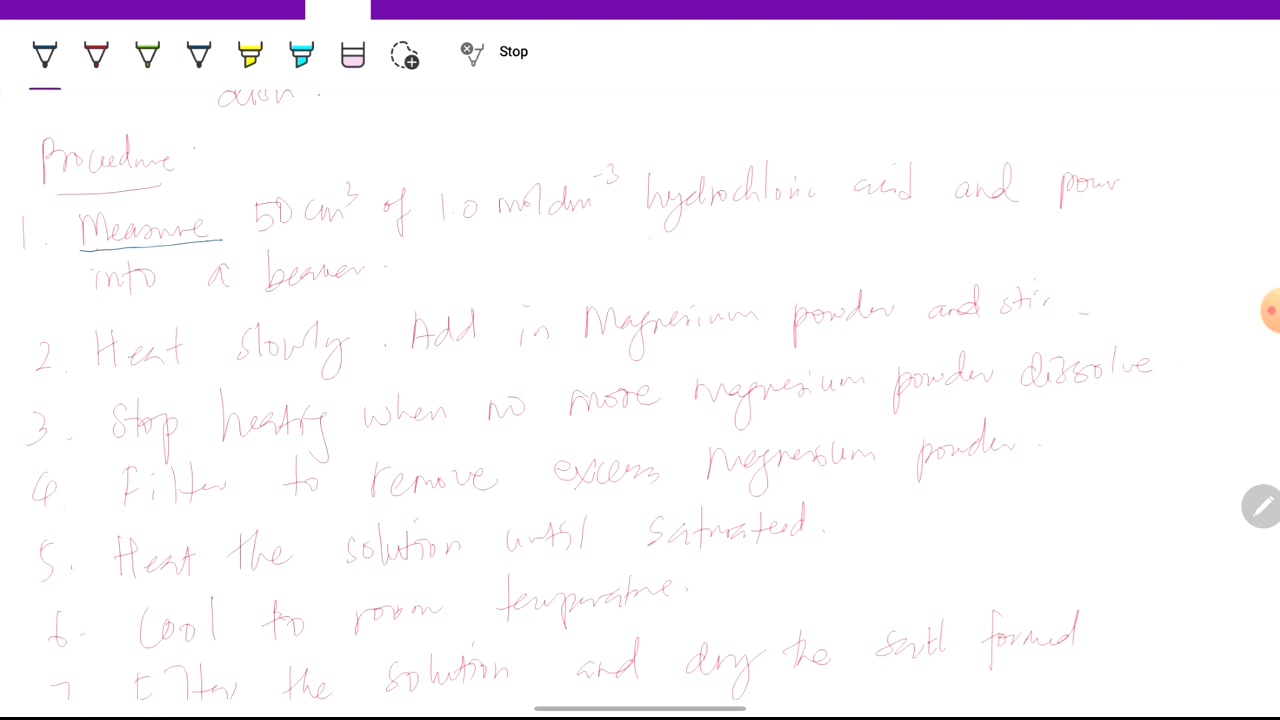 Stop
Procedure
1. Measure 50 cm³ of 1.0 mol dm⁻³ hydrochloric acid and pour
into a beaker.
2. Heat slowly. Add in Magnesium powder and stir.
3. Stop heating when no more magnesium powder dissolve
4. Filter to remove excess Magnesium powder.
5. Heat the solution until saturated.
6. Cool to room temperature.
7 Filter the solution and dry the salt formed